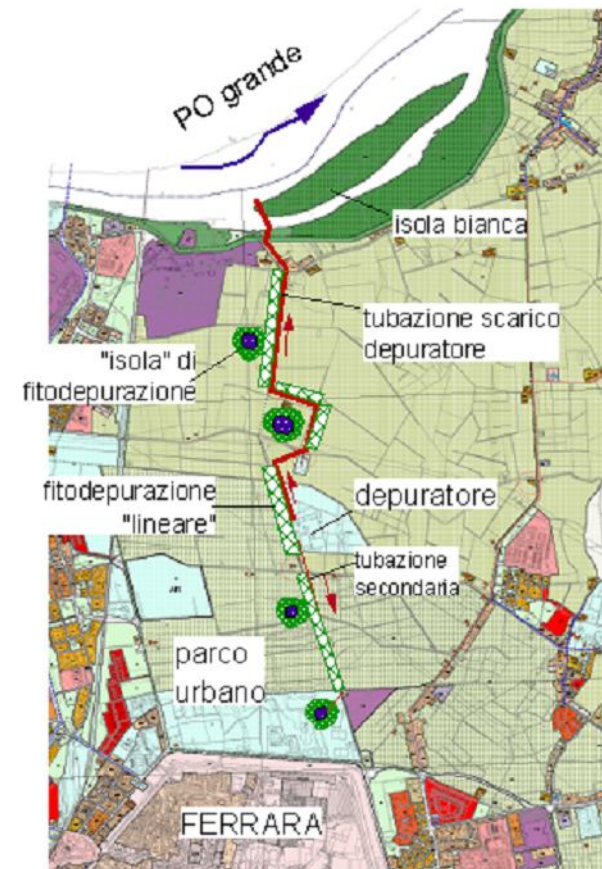 PO grande
isola bianca
tubazione scarico
depuratore
"isola" di
fitodepurazione
fitodepurazione
"lineare"
depuratore
tubazione
secondaria
parco
urbano
FERRARA